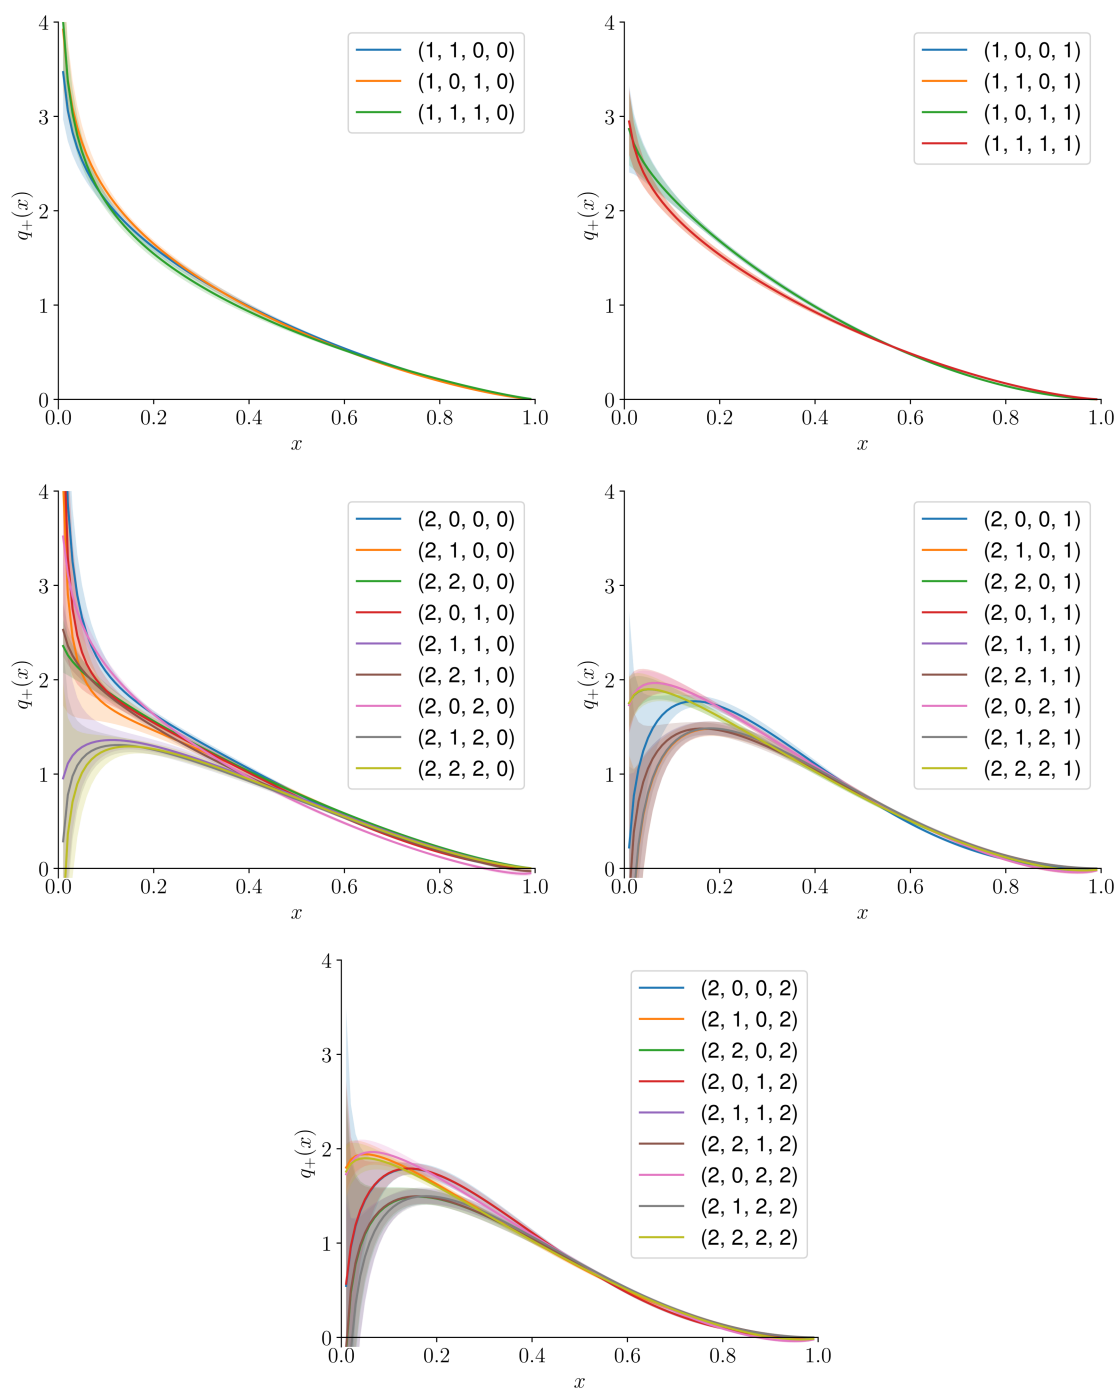 4
3
2
1
0
0.0
0.2
0.4
0.6
0.8
1.0
x
q+(x)
(1, 1, 0, 0)
(1, 0, 1, 0)
(1, 1, 1, 0)
4
3
2
1
0
0.0
0.2
0.4
0.6
0.8
1.0
x
q+(x)
(1, 0, 0, 1)
(1, 1, 0, 1)
(1, 0, 1, 1)
(1, 1, 1, 1)
4
3
2
1
0
0.0
0.2
0.4
0.6
0.8
1.0
x
q+(x)
(2, 0, 0, 0)
(2, 1, 0, 0)
(2, 2, 0, 0)
(2, 0, 1, 0)
(2, 1, 1, 0)
(2, 2, 1, 0)
(2, 0, 2, 0)
(2, 1, 2, 0)
(2, 2, 2, 0)
4
3
2
1
0
0.0
0.2
0.4
0.6
0.8
1.0
x
q+(x)
(2, 0, 0, 1)
(2, 1, 0, 1)
(2, 2, 0, 1)
(2, 0, 1, 1)
(2, 1, 1, 1)
(2, 2, 1, 1)
(2, 0, 2, 1)
(2, 1, 2, 1)
(2, 2, 2, 1)
4
3
2
1
0
0.0
0.2
0.4
0.6
0.8
1.0
x
q+(x)
(2, 0, 0, 2)
(2, 1, 0, 2)
(2, 2, 0, 2)
(2, 0, 1, 2)
(2, 1, 1, 2)
(2, 2, 1, 2)
(2, 0, 2, 2)
(2, 1, 2, 2)
(2, 2, 2, 2)